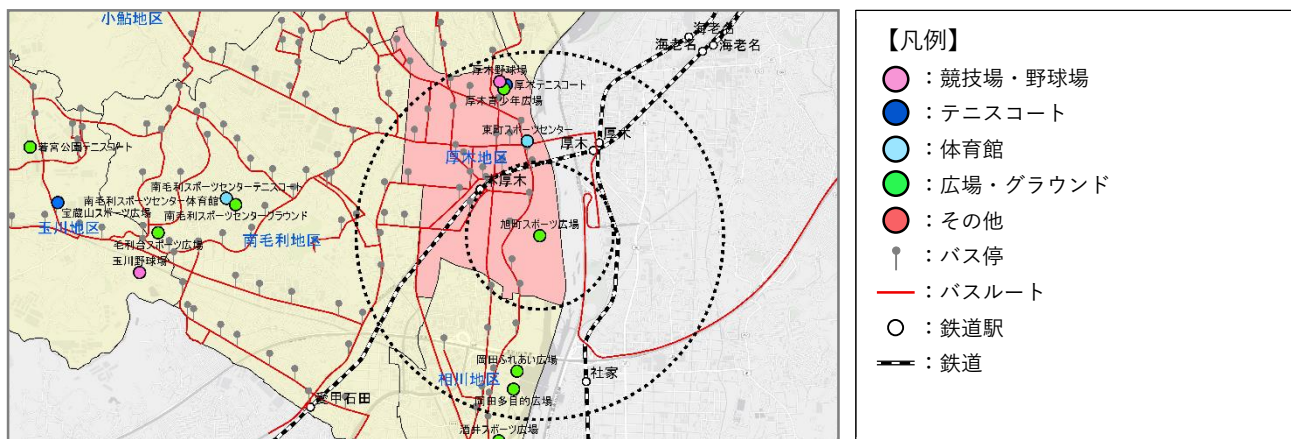 小鮎地区
海老名
海老名
海老名
厚木野球場
厚木テニスコート
厚木青少年広場
東町スポーツセンター
厚木
厚木
厚木地区
本厚木
若宮公園テニスコート
南毛利スポーツセンターテニスコート
南毛利スポーツセンター体育館
宝蔵山スポーツ広場
南毛利スポーツセンターグラウンド
玉川地区
南毛利地区
旭町スポーツ広場
毛利台スポーツ広場
玉川野球場
岡田ふれあい広場
相川地区
社家
岡田多目的広場
愛甲石田
酒井スポーツ広場
【凡例】
：競技場・野球場
：テニスコート
：体育館
：広場・グラウンド
：その他
：バス停
：バスルート
：鉄道駅
：鉄道